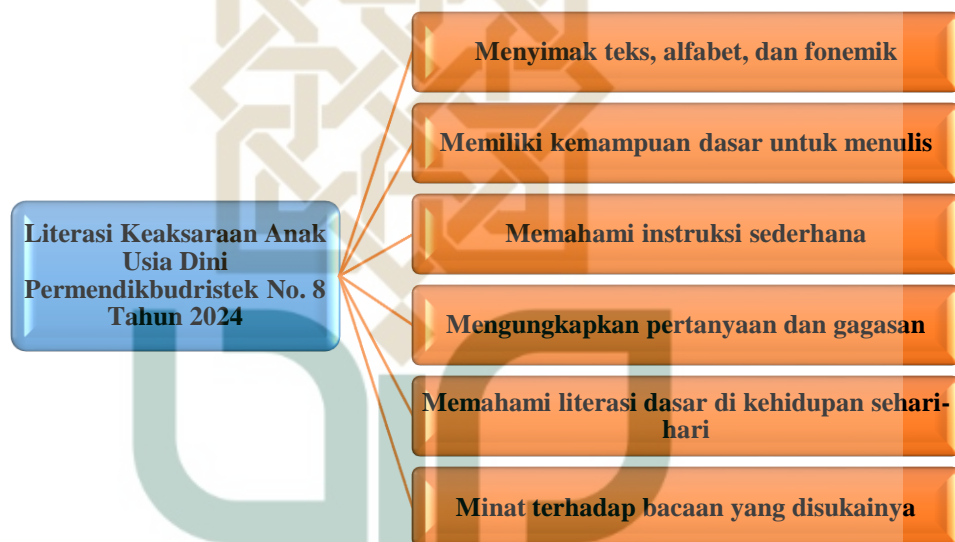 Literasi Keaksaraan Anak
Usia Dini
Permendikbudristek No. 8
Tahun 2024
Menyimak teks, alfabet, dan fonemik
Memiliki kemampuan dasar untuk menulis
Memahami instruksi sederhana
Mengungkapkan pertanyaan dan gagasan
Memahami literasi dasar di kehidupan sehari-
hari
Minat terhadap bacaan yang disukainya